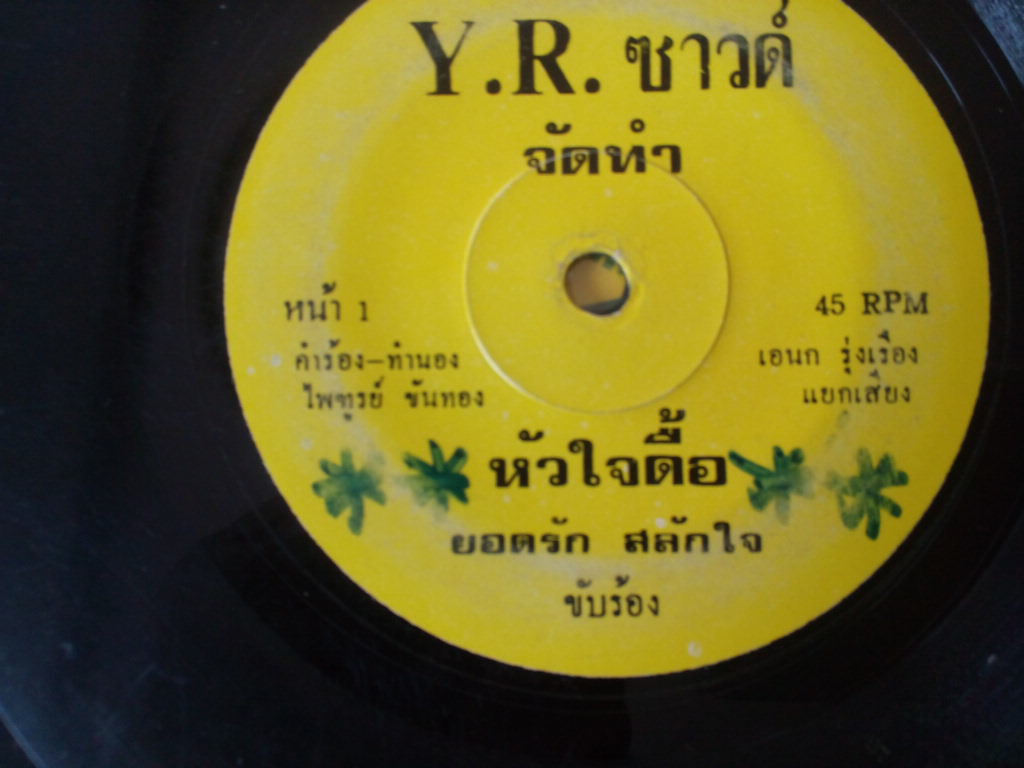 Y.R. ซาวด์
จัดทำ
หน้า 1
45 RPM
คำร้อง-ทำนอง
เอนก รุ่งเรือง
ไพฑูรย์ ขันทอง
แยกเสียง
หัวใจดื้อ
ยอดรัก สลักใจ
ขับร้อง